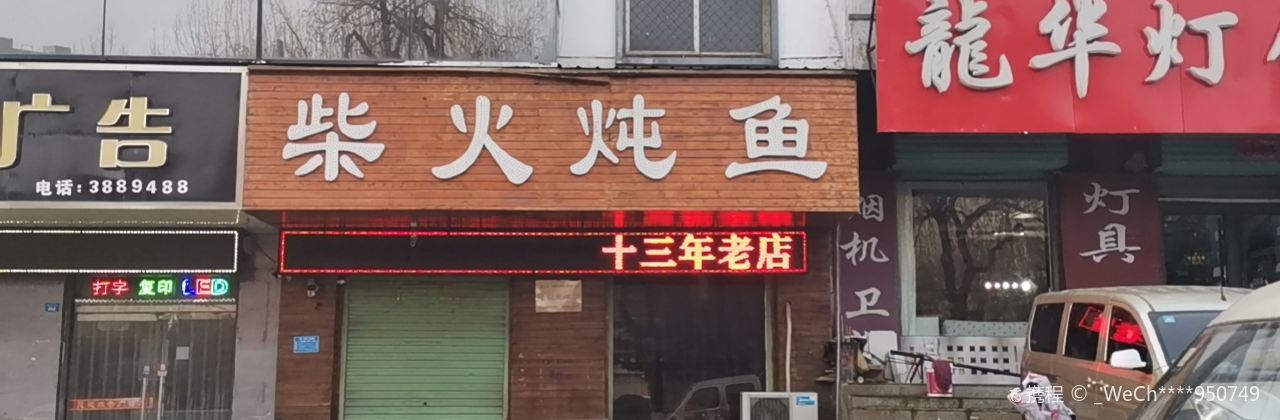 广告
电话:3889488
打字 复印 LED
柴火炖鱼
十三年老店
龍华灯
烟机卫
灯具
携程 © _WeCh****950749